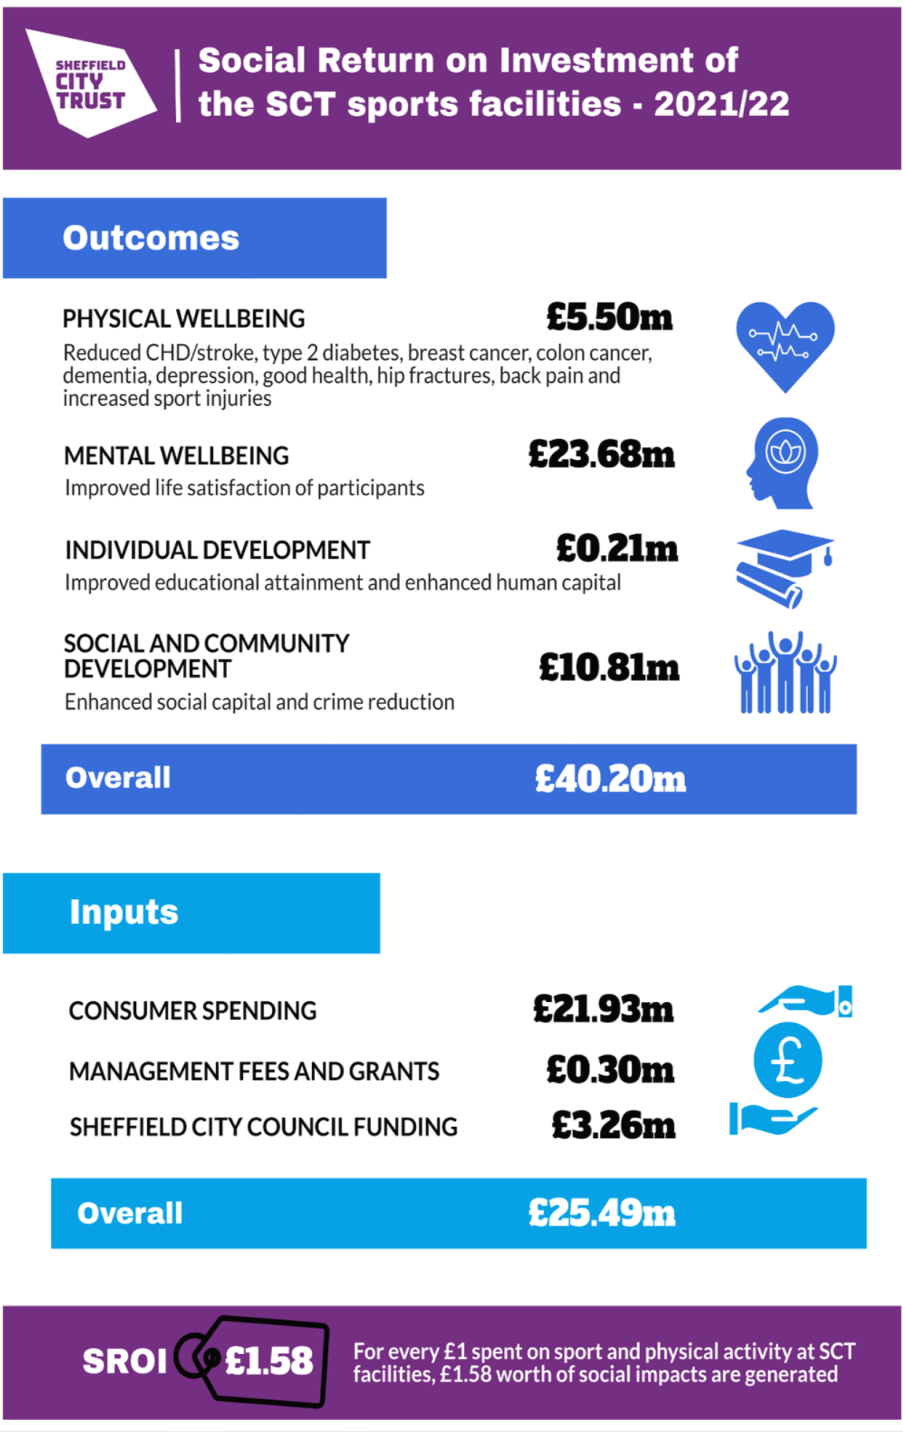 SHEFFIELD
CITY
TRUST
Social Return on Investment of
the SCT sports facilities - 2021/22
Outcomes
PHYSICAL WELLBEING £5.50m
Reduced CHD/stroke, type 2 diabetes, breast cancer, colon cancer,
dementia, depression, good health, hip fractures, back pain and
increased sport injuries
MENTAL WELLBEING £23.68m
Improved life satisfaction of participants
INDIVIDUAL DEVELOPMENT £0.21m
Improved educational attainment and enhanced human capital
SOCIAL AND COMMUNITY
DEVELOPMENT £10.81m
Enhanced social capital and crime reduction
Overall £40.20m
Inputs
CONSUMER SPENDING £21.93m
£
MANAGEMENT FEES AND GRANTS £0.30m
SHEFFIELD CITY COUNCIL FUNDING £3.26m
Overall £25.49m
SROI £1.58
For every £1 spent on sport and physical activity at SCT
facilities, £1.58 worth of social impacts are generated